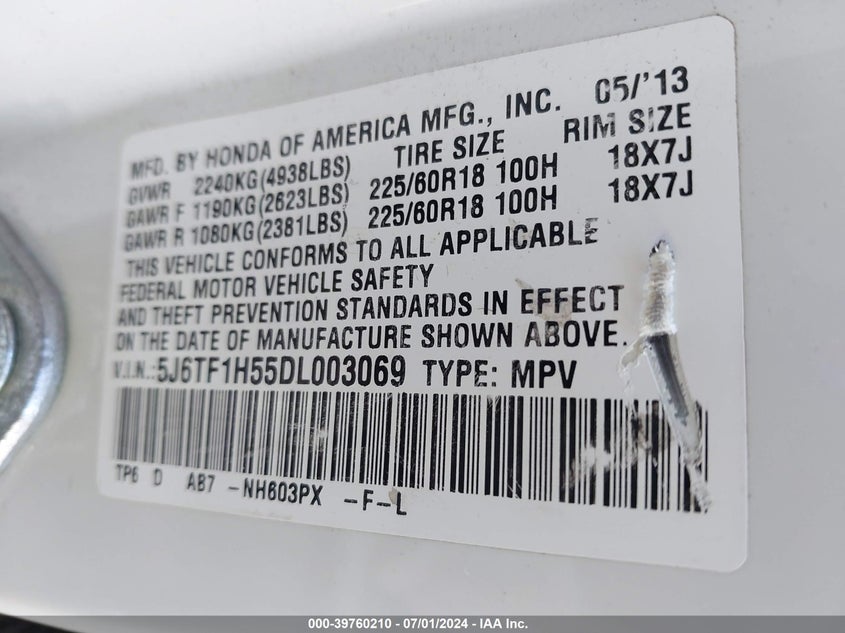 MFD. BY HONDA OF AMERICA MFG., INC. 05/'13
GVWR 2240KG(4938LBS) TIRE SIZE RIM SIZE
GAWR F 1190KG(2623LBS) 225/60R18 100H 18X7J
GAWR R 1080KG(2381LBS) 225/60R18 100H 18X7J
THIS VEHICLE CONFORMS TO ALL APPLICABLE
FEDERAL MOTOR VEHICLE SAFETY
AND THEFT PREVENTION STANDARDS IN EFFECT
ON THE DATE OF MANUFACTURE SHOWN ABOVE.
V.I.N.:5J6TF1H55DL003069 TYPE: MPV
TP6 D AB7 -NH603PX -F-L
000-39760210 - 07/01/2024 - IAA Inc.